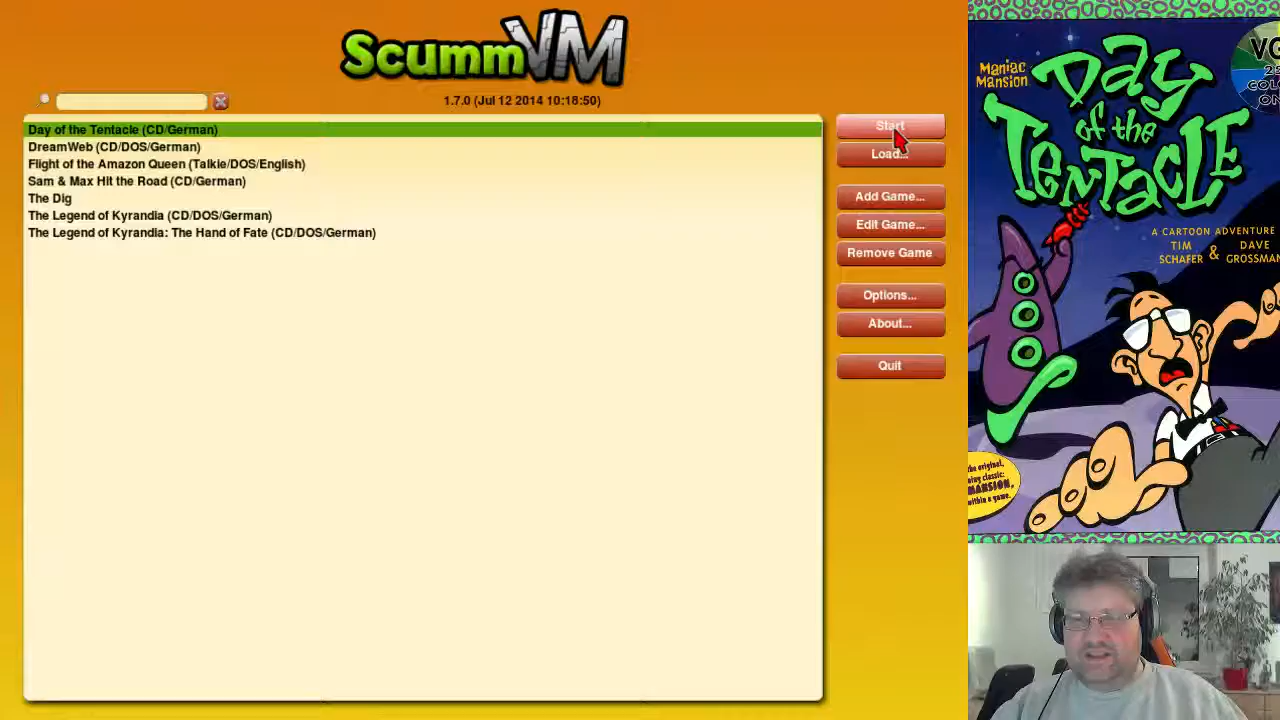 ScummVM
1.7.0 (Jul 12 2014 10:18:50)
Day of the Tentacle (CD/German)
DreamWeb (CD/DOS/German)
Flight of the Amazon Queen (Talkie/DOS/English)
Sam & Max Hit the Road (CD/German)
The Dig
The Legend of Kyrandia (CD/DOS/German)
The Legend of Kyrandia: The Hand of Fate (CD/DOS/German)
Start
Load...
Add Game...
Edit Game...
Remove Game
Options...
About...
Quit
Maniac
Mansion
Day
of the
Tentacle
A CARTOON ADVENTURE
TIM
SCHAFER
&
DAVE
MANSION,
within a game.